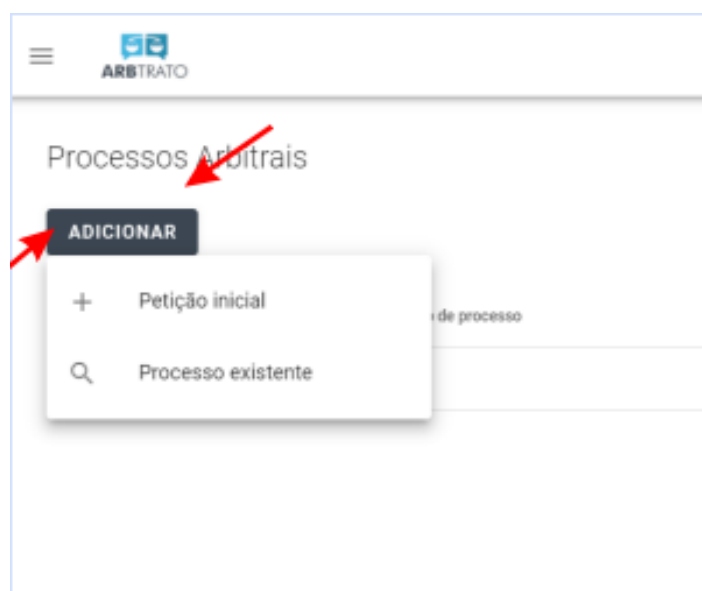 ARBTRATO
Processos Arbitrais
ADICIONAR
Petição inicial
de processo
Processo existente